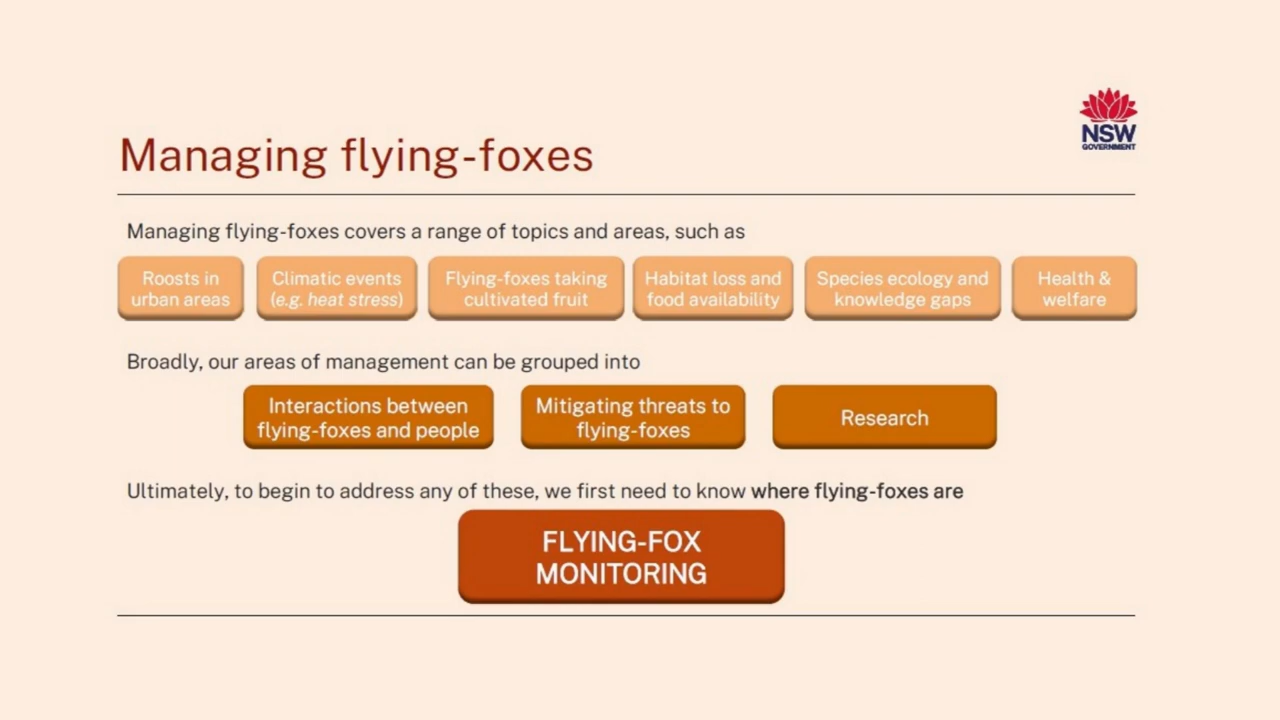 NSW
GOVERNMENT
Managing flying-foxes
Managing flying-foxes covers a range of topics and areas, such as
Roosts in
urban areas
Climatic events
(e.g. heat stress)
Flying-foxes taking
cultivated fruit
Habitat loss and
food availability
Species ecology and
knowledge gaps
Health &
welfare
Broadly, our areas of management can be grouped into
Interactions between
flying-foxes and people
Mitigating threats to
flying-foxes
Research
Ultimately, to begin to address any of these, we first need to know where flying-foxes are
FLYING-FOX
MONITORING